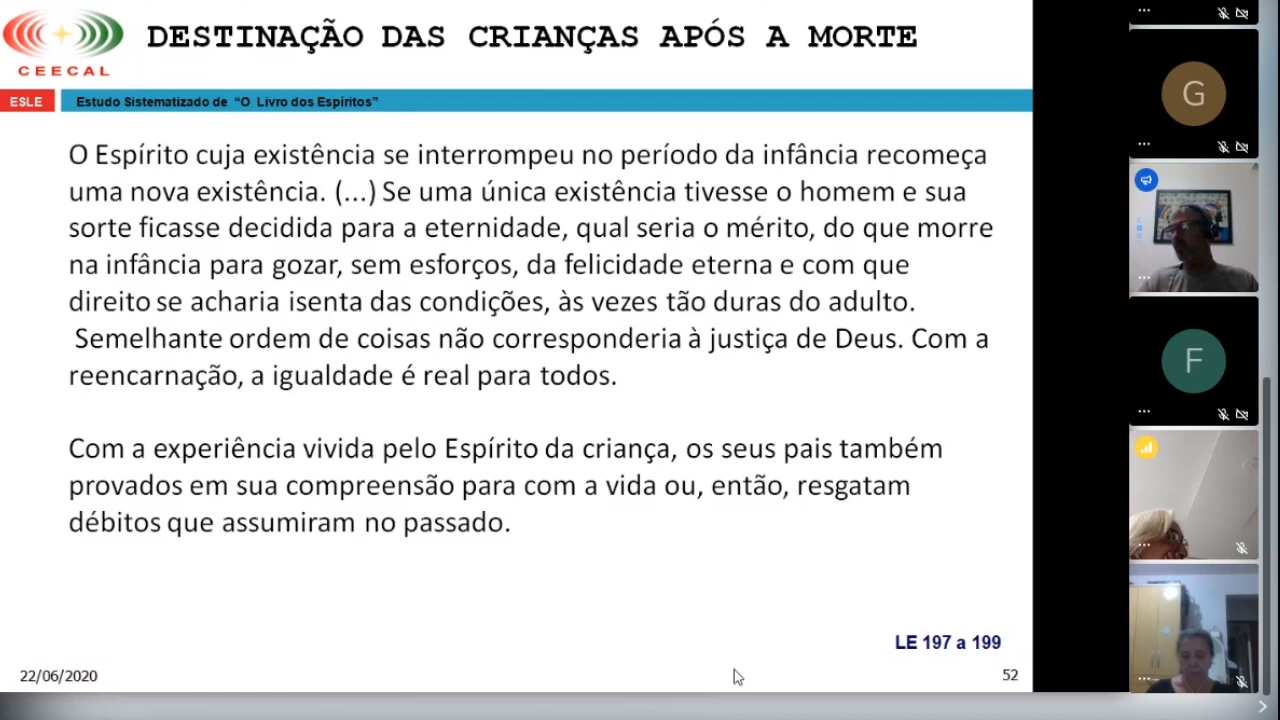 DESTINAÇÃO DAS CRIANÇAS APÓS A MORTE
CEECAL
ESLE
Estudo Sistematizado de “O Livro dos Espíritos”
O Espírito cuja existência se interrompeu no período da infância recomeça
uma nova existência. (...) Se uma única existência tivesse o homem e sua
sorte ficasse decidida para a eternidade, qual seria o mérito, do que morre
na infância para gozar, sem esforços, da felicidade eterna e com que
direito se acharia isenta das condições, às vezes tão duras do adulto.
Semelhante ordem de coisas não corresponderia à justiça de Deus. Com a
reencarnação, a igualdade é real para todos.
Com a experiência vivida pelo Espírito da criança, os seus pais também
provados em sua compreensão para com a vida ou, então, resgatam
débitos que assumiram no passado.
LE 197 a 199
22/06/2020
52
G
F